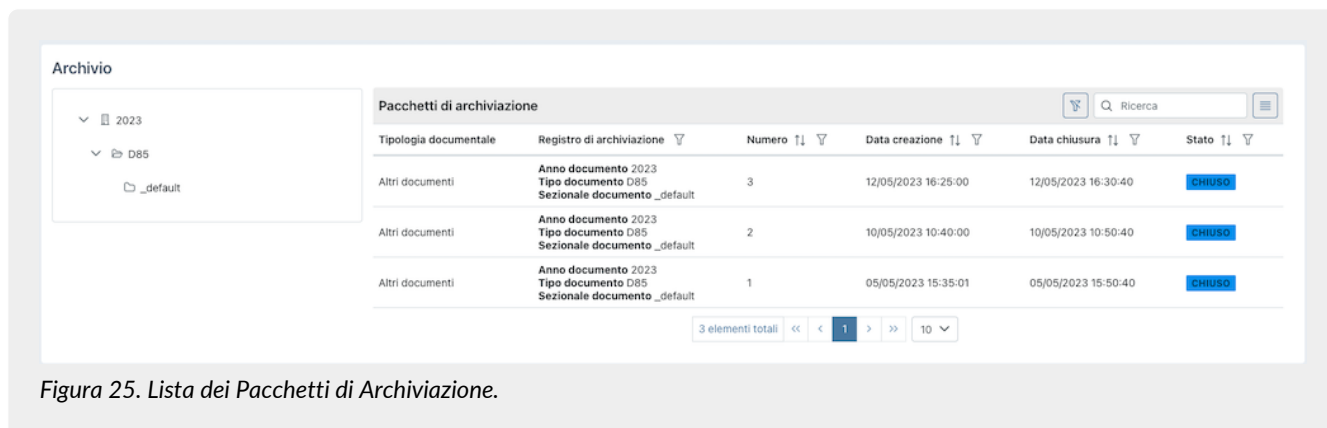 Archivio
2023
D85
_default
Pacchetti di archiviazione
Ricerca
Tipologia documentale Registro di archiviazione Numero Data creazione Data chiusura Stato
Anno documento 2023
Altri documenti Tipo documento D85 3 12/05/2023 16:25:00 12/05/2023 16:30:40 CHIUSO
Sezionale documento _default
Anno documento 2023
Altri documenti Tipo documento D85 2 10/05/2023 10:40:00 10/05/2023 10:50:40 CHIUSO
Sezionale documento _default
Anno documento 2023
Altri documenti Tipo documento D85 1 05/05/2023 15:35:01 05/05/2023 15:50:40 CHIUSO
Sezionale documento _default
3 elementi totali « ‹ 1 › » 10
Figura 25. Lista dei Pacchetti di Archiviazione.